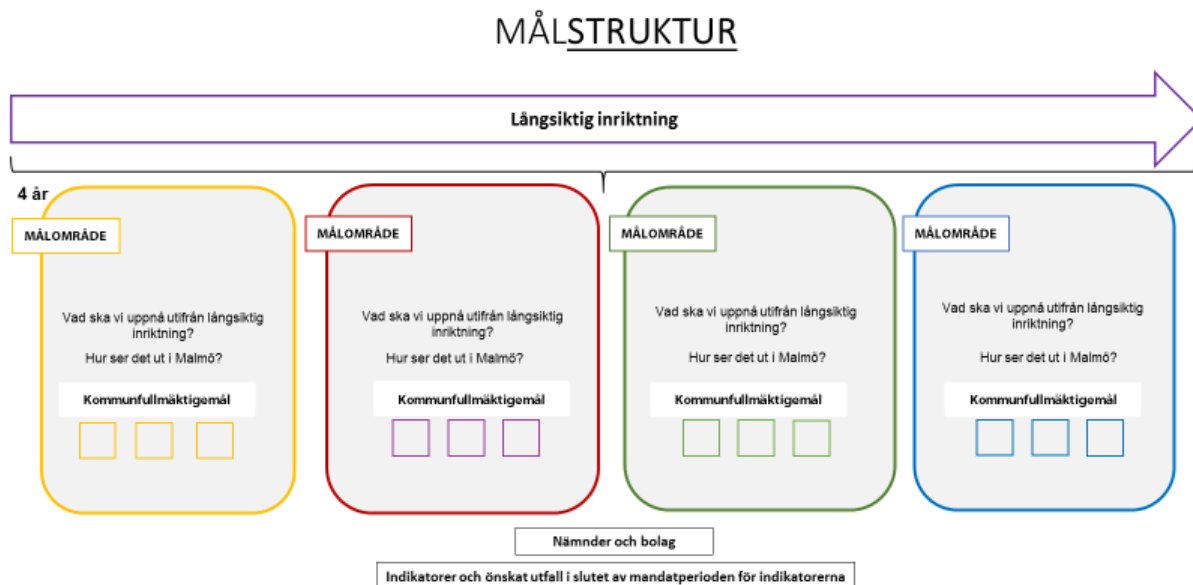 MÅLSTRUKTUR
Långsiktig inriktning
4 år
MÅLOMRÅDE
Vad ska vi uppnå utifrån långsiktig
inriktning?
Hur ser det ut i Malmö?
Kommunfullmäktigemål
MÅLOMRÅDE
Vad ska vi uppnå utifrån långsiktig
inriktning?
Hur ser det ut i Malmö?
Kommunfullmäktigemål
MÅLOMRÅDE
Vad ska vi uppnå utifrån långsiktig
inriktning?
Hur ser det ut i Malmö?
Kommunfullmäktigemål
MÅLOMRÅDE
Vad ska vi uppnå utifrån långsiktig
inriktning?
Hur ser det ut i Malmö?
Kommunfullmäktigemål
Nämnder och bolag
Indikatorer och önskat utfall i slutet av mandatperioden för indikatorerna